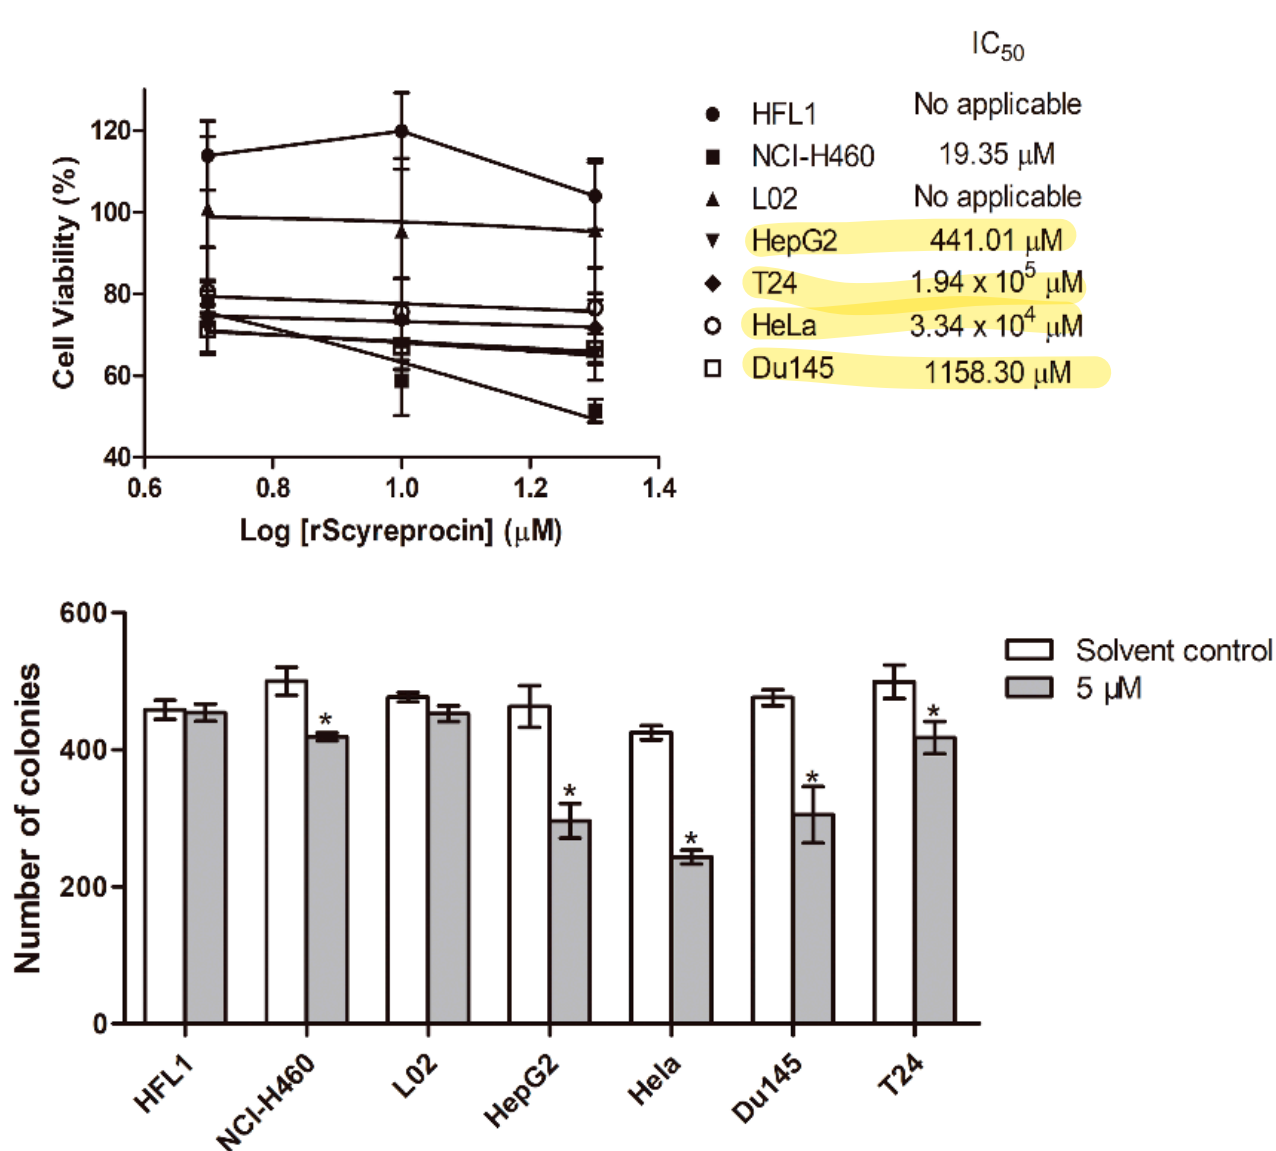 IC50
HFL1 No applicable
NCI-H460 19.35 μM
L02 No applicable
HepG2 441.01 μM
T24 1.94 x 10^5 μM
HeLa 3.34 x 10^4 μM
Du145 1158.30 μM
Cell Viability (%)
120
100
80
60
40
0.6 0.8 1.0 1.2 1.4
Log [rScyreprocin] (μM)
Number of colonies
600
400
200
0
* * * * *
Solvent control
5 μM
HFL1 NCI-H460 L02 HepG2 Hela Du145 T24